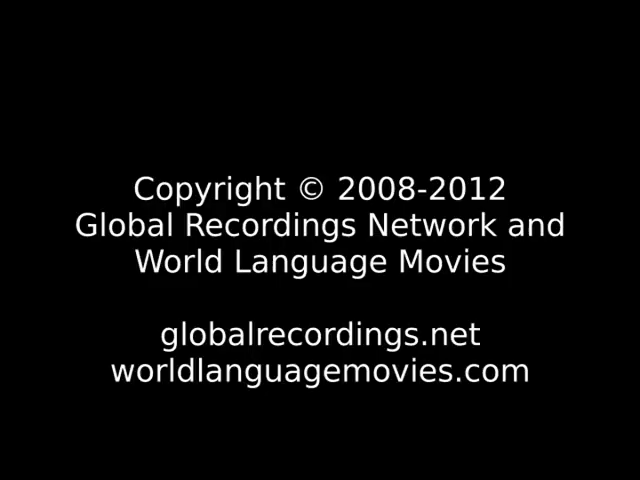 Copyright © 2008-2012
Global Recordings Network and
World Language Movies
globalrecordings.net
worldlanguagemovies.com